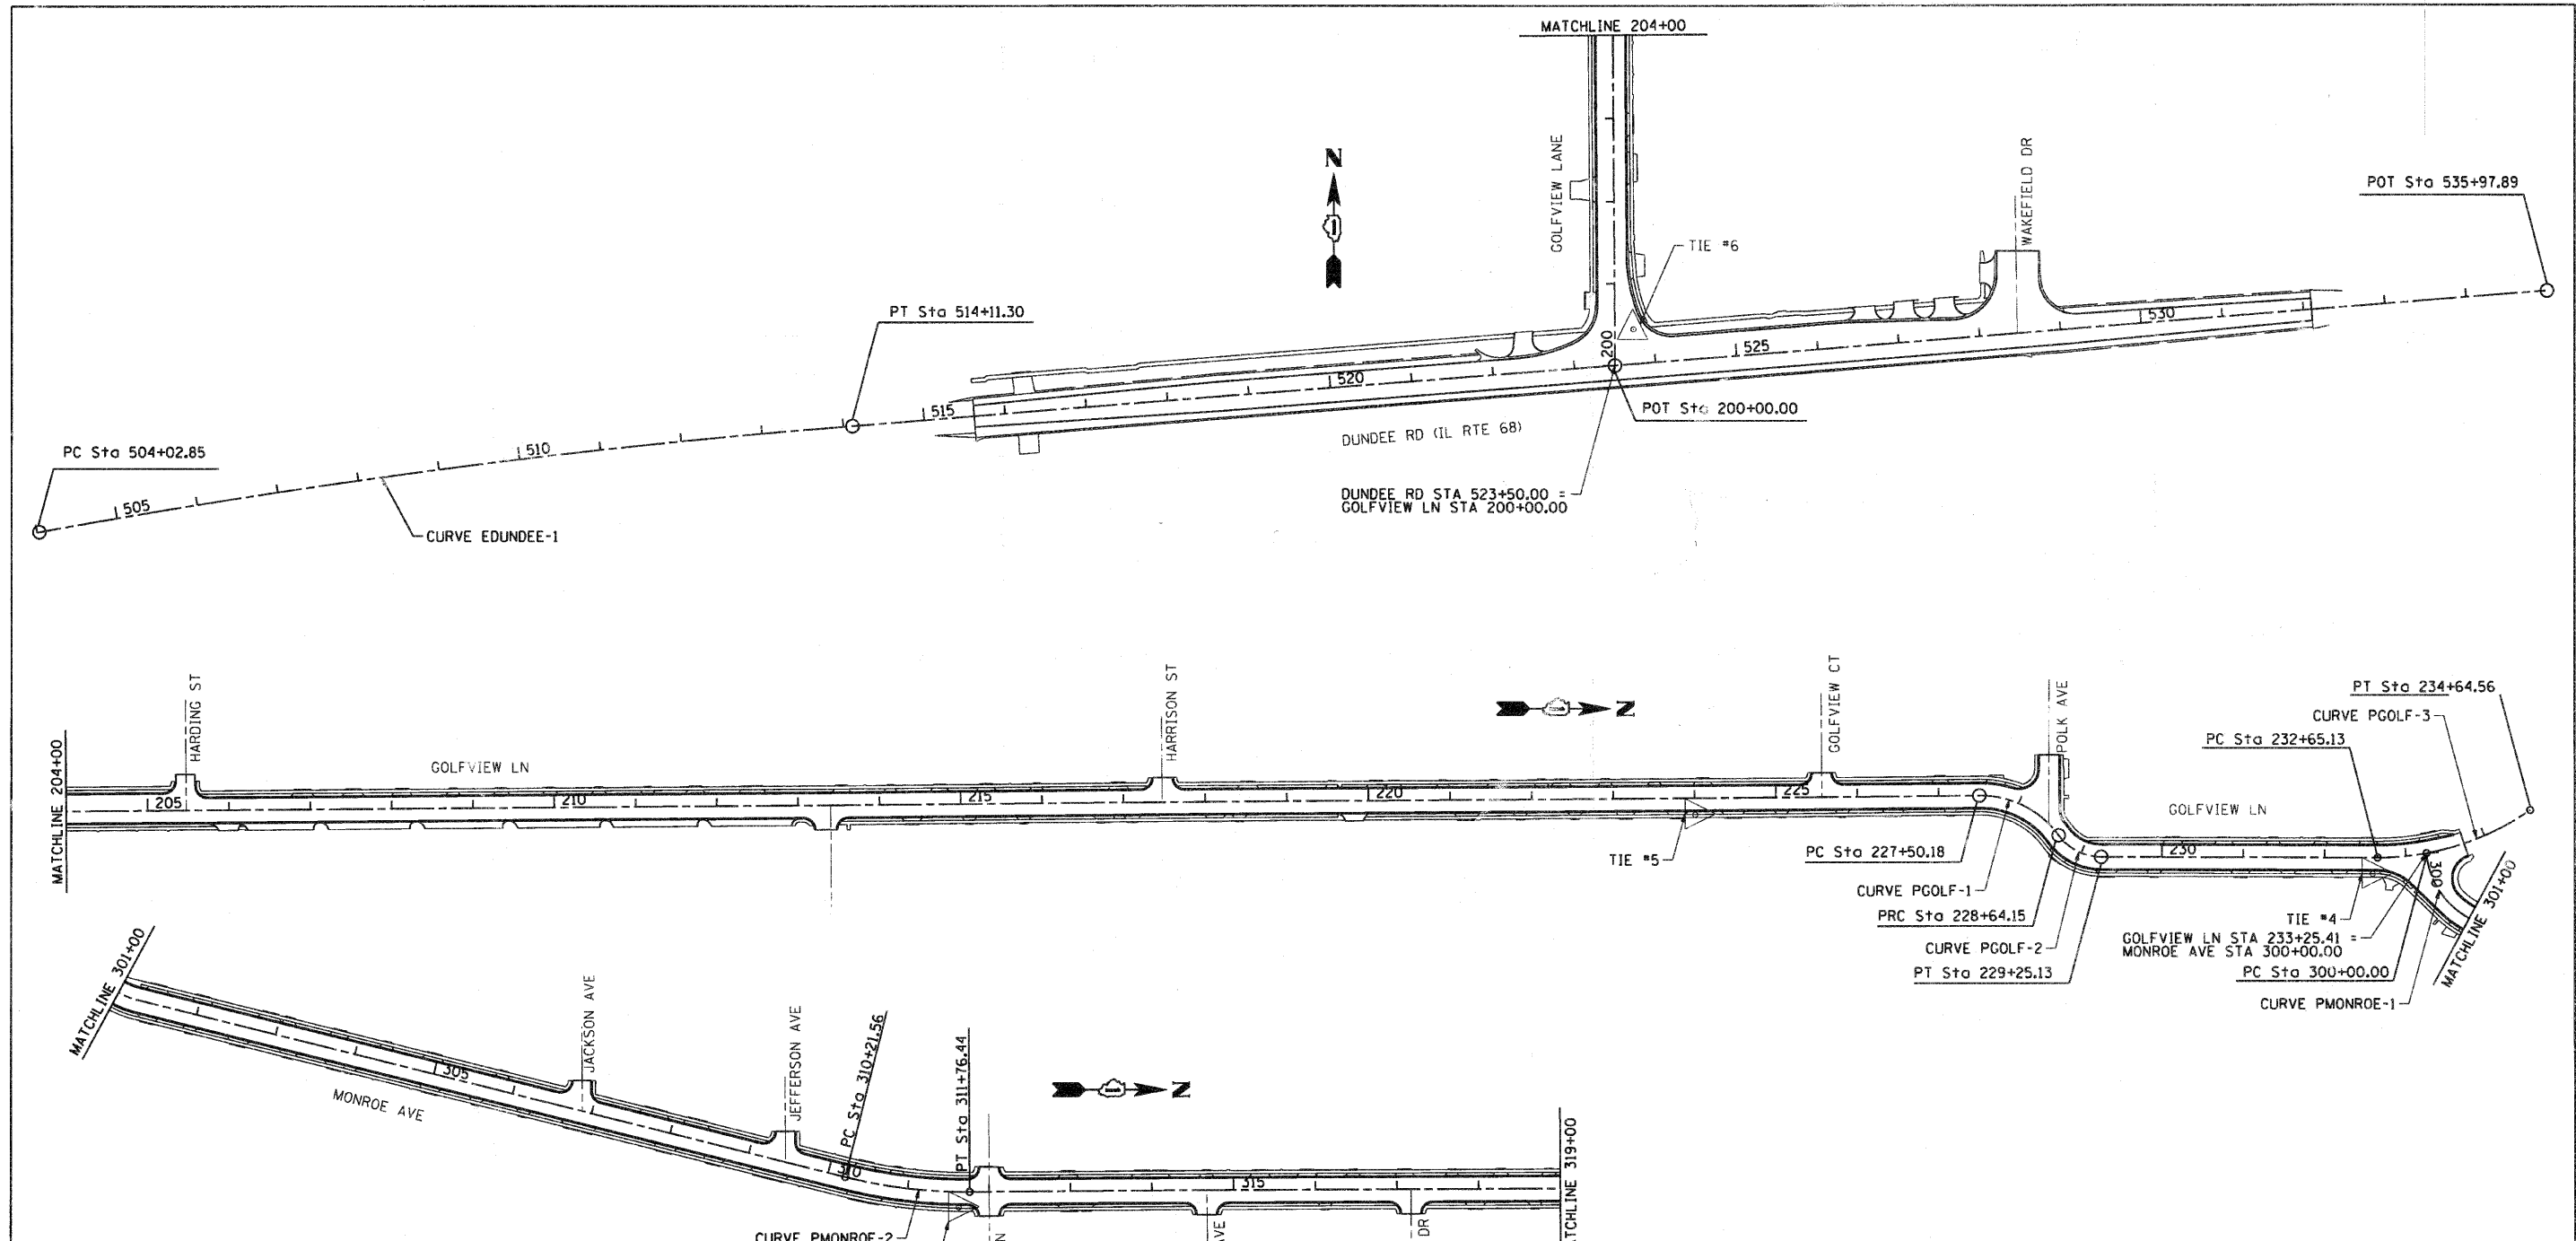 MATCHLINE 204+00
N
GOLFVIEW LANE
WAKEFIELD DR
POT Sta 535+97.89
TIE #6
PT Sta 514+11.30
200
530
525
520
515
POT Sta 200+00.00
DUNDEE RD (IL RTE 68)
PC Sta 504+02.85
510
505
CURVE EDUNDEE-1
DUNDEE RD STA 523+50.00 =
GOLFVIEW LN STA 200+00.00
MATCHLINE 204+00
HARDING ST
GOLFVIEW LN
HARRISON ST
N
GOLFVIEW CT
POLK AVE
PT Sta 234+64.56
CURVE PGOLF-3
PC Sta 232+65.13
205
210
215
220
225
GOLFVIEW LN
230
300
TIE #5
PC Sta 227+50.18
CURVE PGOLF-1
PRC Sta 228+64.15
CURVE PGOLF-2
PT Sta 229+25.13
TIE #4
GOLFVIEW LN STA 233+25.41 =
MONROE AVE STA 300+00.00
PC Sta 300+00.00
CURVE PMONROE-1
MATCHLINE 301+00
MATCHLINE 301+00
JACKSON AVE
JEFFERSON AVE
PC Sta 310+21.56
PT Sta 311+76.44
N
305
MONROE AVE
310
315
MATCHLINE 319+00
CURVE PMONROE-2
N
AVE
DR